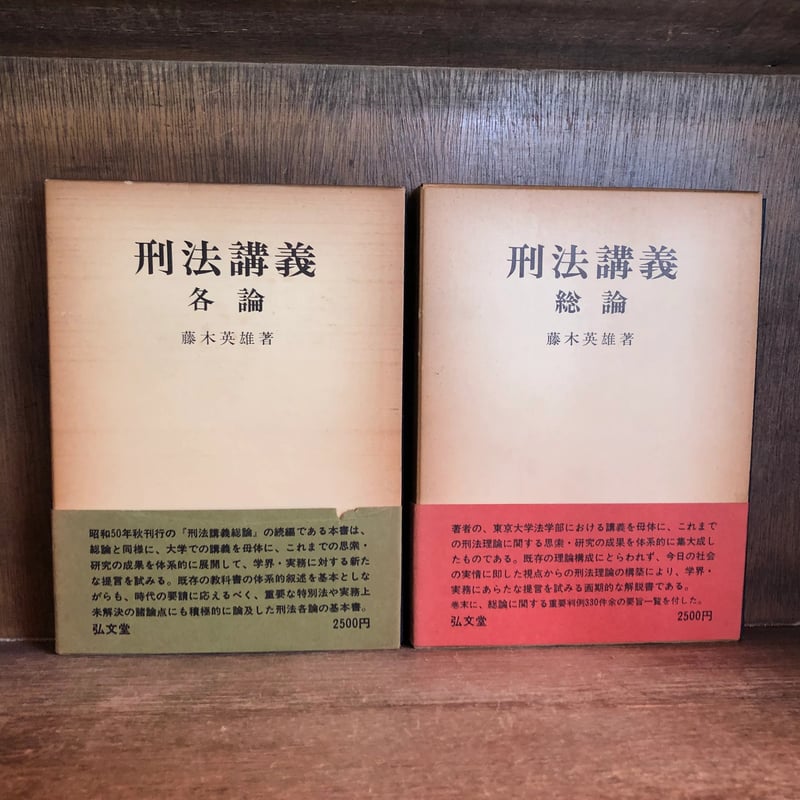 刑法講義
各論
藤木英雄著
昭和50年秋刊行の『刑法講義総論』の続編である本書は、
総論と同様に、大学での講義を母体に、これまでの思索・
研究の成果を体系的に展開して、学界・実務に対する新た
な提言を試みる。既存の教科書の体系的叙述を基本としな
がらも、時代の要請に応えるべく、重要な特別法や実務上
未解決の諸論点にも積極的に論及した刑法各論の基本書。
弘文堂 2500円
刑法講義
総論
藤木英雄著
著者の、東京大学法学部における講義を母体に、これまで
の刑法理論に関する思索・研究の成果を体系的に集大成し
たものである。既存の理論構成にとらわれず、今日の社会
の実情に即した視点からの刑法理論の構築により、学界・
実務にあらたな提言を試みる画期的な解説書である。
巻末に、総論に関する重要判例330件余の要旨一覧を付した。
弘文堂 2500円